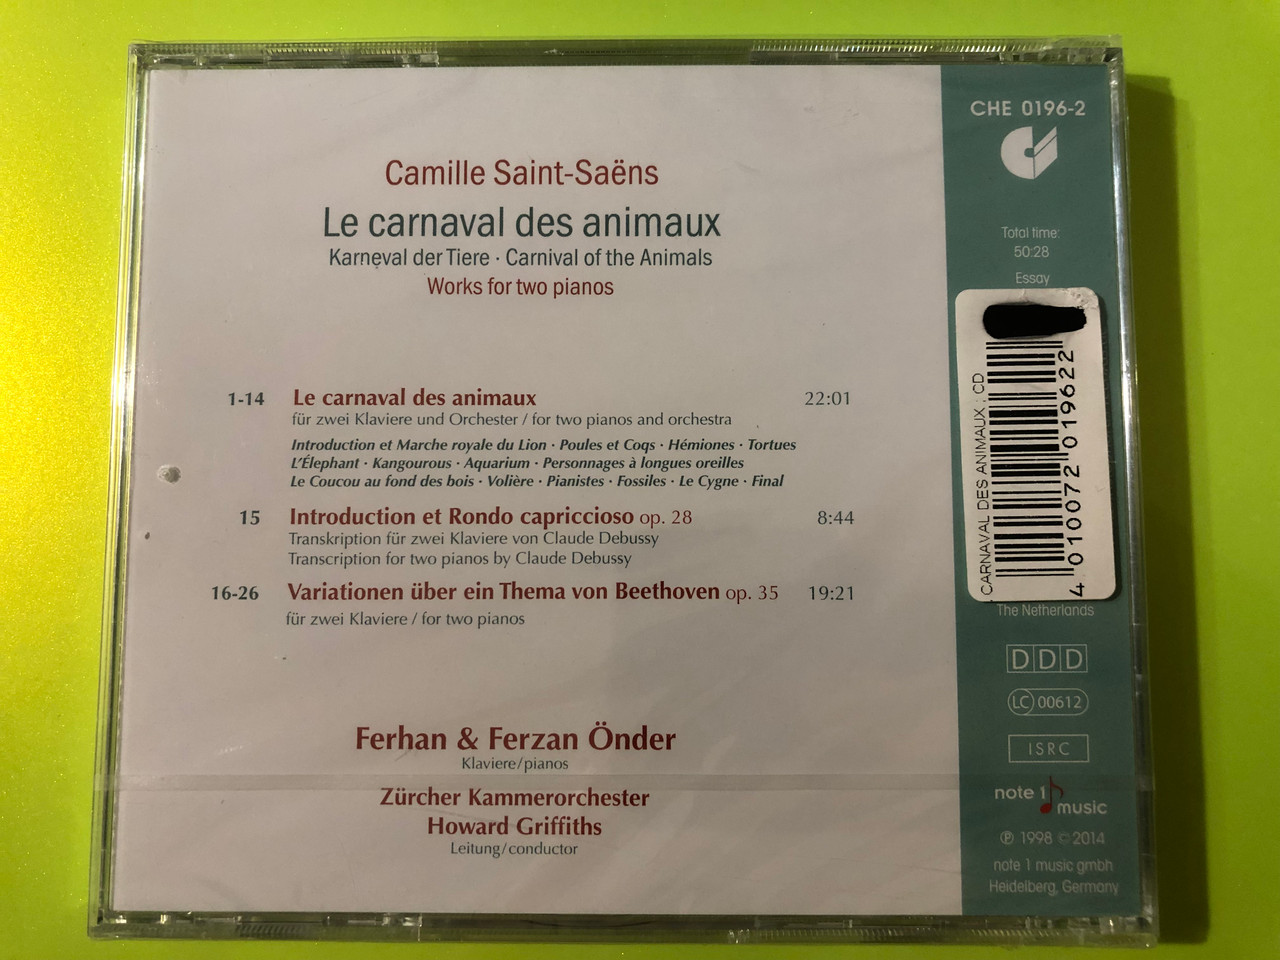 Camille Saint-Saëns
Le carnaval des animaux
Karneval der Tiere · Carnival of the Animals
Works for two pianos
1-14 Le carnaval des animaux 22:01
für zwei Klaviere und Orchester / for two pianos and orchestra
Introduction et Marche royale du Lion · Poules et Coqs · Hémiones · Tortues
L'Élephant · Kangourous · Aquarium · Personnages à longues oreilles
Le Coucou au fond des bois · Volière · Pianistes · Fossiles · Le Cygne · Final
15 Introduction et Rondo capriccioso op. 28 8:44
Transkription für zwei Klaviere von Claude Debussy
Transcription for two pianos by Claude Debussy
16-26 Variationen über ein Thema von Beethoven op. 35 19:21
für zwei Klaviere / for two pianos
Ferhan & Ferzan Önder
Klaviere/pianos
Zürcher Kammerorchester
Howard Griffiths
Leitung/conductor
CHE 0196-2
Total time:
50:28
Essay
CARNAVAL DES ANIMAUX ; CD
4 010072 019622
The Netherlands
DDD
LC 00612
ISRC
note 1 music
℗ 1998 © 2014
note 1 music gmbh
Heidelberg, Germany